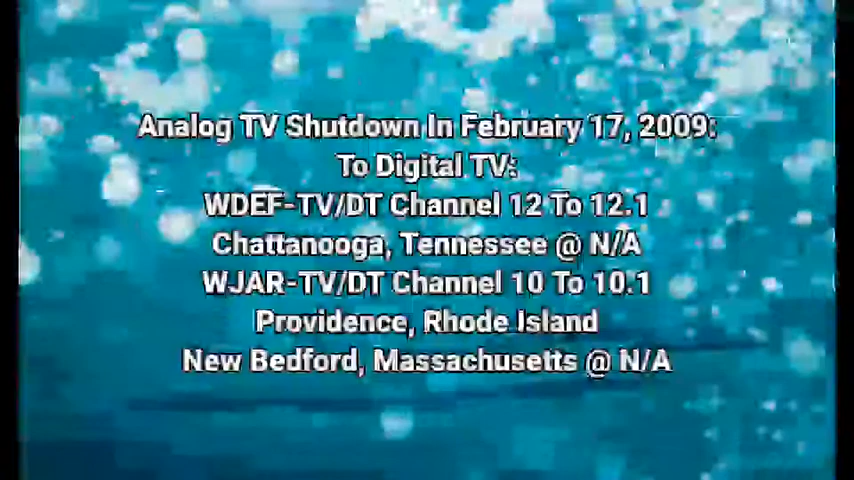 Analog TV Shutdown In February 17, 2009:
To Digital TV:
WDEF-TV/DT Channel 12 To 12.1
Chattanooga, Tennessee @ N/A
WJAR-TV/DT Channel 10 To 10.1
Providence, Rhode Island
New Bedford, Massachusetts @ N/A